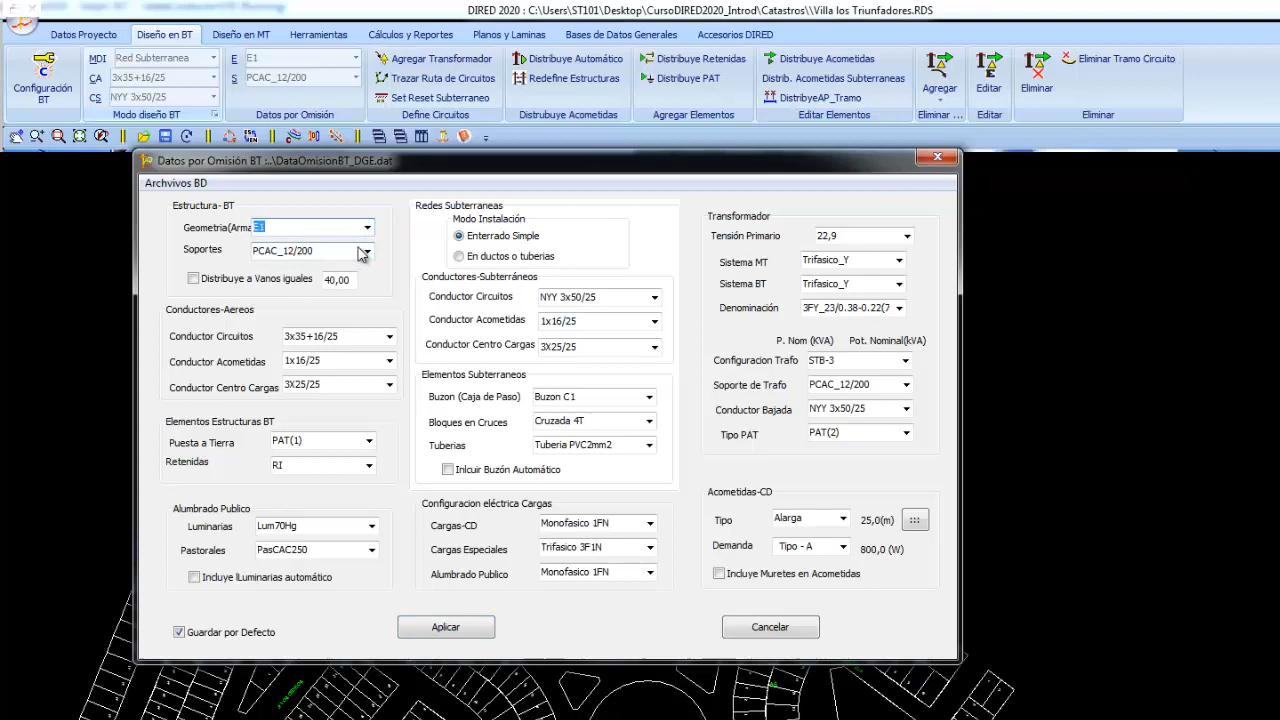 DIRED 2020 : C:\Users\ST101\Desktop\CursoDIRED2020_Introd\Catastros\\Villa los Triunfadores.RDS
Datos Proyecto Diseño en BT Diseño en MT Herramientas Cálculos y Reportes Planos y Laminas Bases de Datos Generales Accesorios DIRED
MDI Red Subterranea E E1 Agregar Transformador Distribuye Automático Distribuye Retenidas Distribuye Acometidas Eliminar Tramo Circuito
CA 3x35+16/25 S PCAC_12/200 Trazar Ruta de Circuitos Redefine Estructuras Distribuye PAT Distrib. Acometidas Subterraneas
Configuración BT Agregar Editar Eliminar
CS NYY 3x50/25 Set Reset Subterraneo DistribyeAP_Tramo
Modo diseño BT Datos por Omisión Define Circuitos Distrubuye Acometidas Agregar Elementos Editar Elementos Eliminar ... Editar Eliminar
Datos por Omisión BT :..\DataOmisionBT_DGE.dat
Archvivos BD
Estructura- BT
Geometria(Arma E1
Soportes PCAC_12/200
Distribuye a Vanos iguales 40,00
Conductores-Aereos
Conductor Circuitos 3x35+16/25
Conductor Acometidas 1x16/25
Conductor Centro Cargas 3X25/25
Elementos Estructuras BT
Puesta a Tierra PAT(1)
Retenidas RI
Alumbrado Publico
Luminarias Lum70Hg
Pastorales PasCAC250
Incluye lLuminarias automático
Guardar por Defecto
Redes Subterraneas
Modo Instalación
Enterrado Simple
En ductos o tuberias
Conductores-Subterráneos
Conductor Circuitos NYY 3x50/25
Conductor Acometidas 1x16/25
Conductor Centro Cargas 3X25/25
Elementos Subterraneos
Buzon (Caja de Paso) Buzon C1
Bloques en Cruces Cruzada 4T
Tuberias Tuberia PVC2mm2
Inlcuir Buzón Automático
Configuracion eléctrica Cargas
Cargas-CD Monofasico 1FN
Cargas Especiales Trifasico 3F1N
Alumbrado Publico Monofasico 1FN
Aplicar
Transformador
Tensión Primario 22,9
Sistema MT Trifasico_Y
Sistema BT Trifasico_Y
Denominación 3FY_23/0.38-0.22(7
P. Nom (KVA) Pot. Nominal(kVA)
Configuracion Trafo STB-3
Soporte de Trafo PCAC_12/200
Conductor Bajada NYY 3x50/25
Tipo PAT PAT(2)
Acometidas-CD
Tipo Alarga 25,0(m) :::
Demanda Tipo - A 800,0 (W)
Incluye Muretes en Acometidas
Cancelar